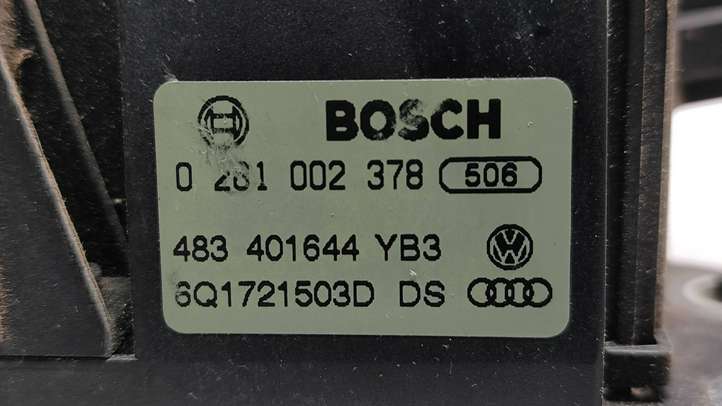 BOSCH
0 281 002 378 506
483 401644 YB3
6Q1721503D DS